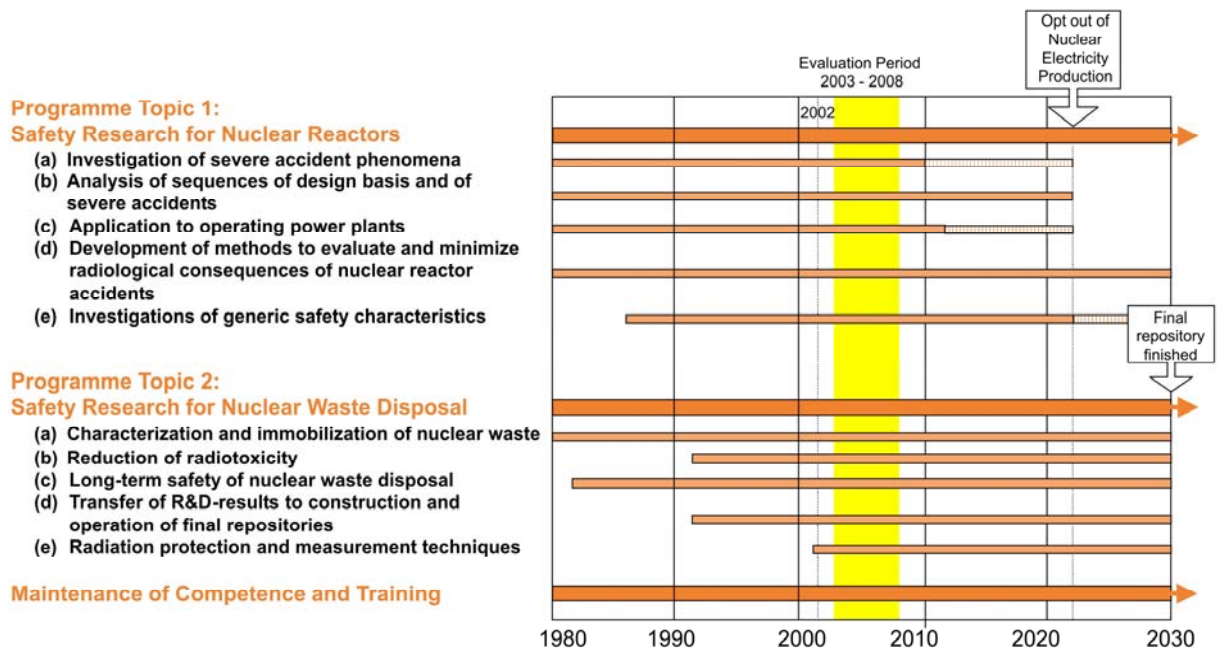 Opt out of
Nuclear
Electricity
Production
Evaluation Period
2003 - 2008
2002
Programme Topic 1:
Safety Research for Nuclear Reactors
(a) Investigation of severe accident phenomena
(b) Analysis of sequences of design basis and of
severe accidents
(c) Application to operating power plants
(d) Development of methods to evaluate and minimize
radiological consequences of nuclear reactor
accidents
(e) Investigations of generic safety characteristics
Final
repository
finished
Programme Topic 2:
Safety Research for Nuclear Waste Disposal
(a) Characterization and immobilization of nuclear waste
(b) Reduction of radiotoxicity
(c) Long-term safety of nuclear waste disposal
(d) Transfer of R&D-results to construction and
operation of final repositories
(e) Radiation protection and measurement techniques
Maintenance of Competence and Training
1980 1990 2000 2010 2020 2030